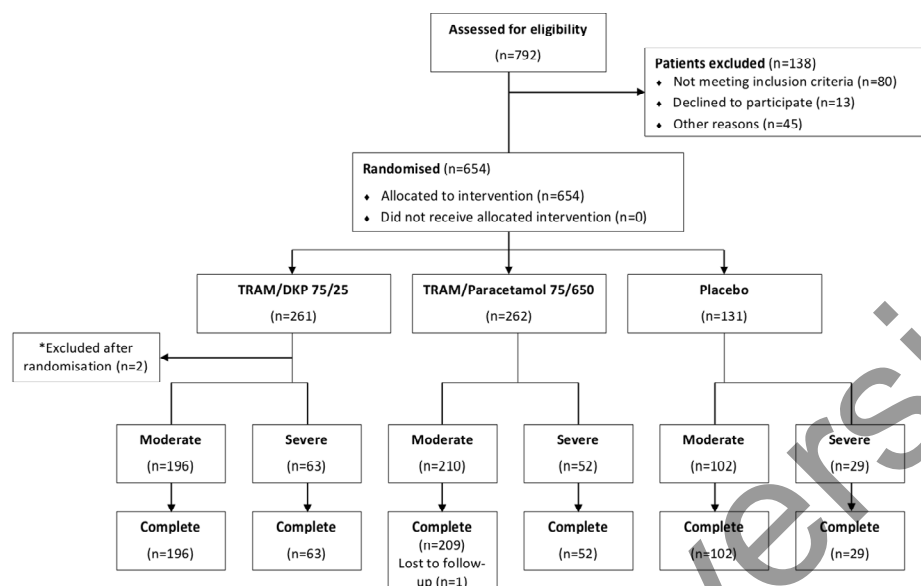 Assessed for eligibility
(n=792)
Patients excluded (n=138)
♦ Not meeting inclusion criteria (n=80)
♦ Declined to participate (n=13)
♦ Other reasons (n=45)
Randomised (n=654)
♦ Allocated to intervention (n=654)
♦ Did not receive allocated intervention (n=0)
TRAM/DKP 75/25
(n=261)
TRAM/Paracetamol 75/650
(n=262)
Placebo
(n=131)
*Excluded after
randomisation (n=2)
Moderate
(n=196)
Severe
(n=63)
Moderate
(n=210)
Severe
(n=52)
Moderate
(n=102)
Severe
(n=29)
Complete
(n=196)
Complete
(n=63)
Complete
(n=209)
Lost to follow-
up (n=1)
Complete
(n=52)
Complete
(n=102)
Complete
(n=29)
versi